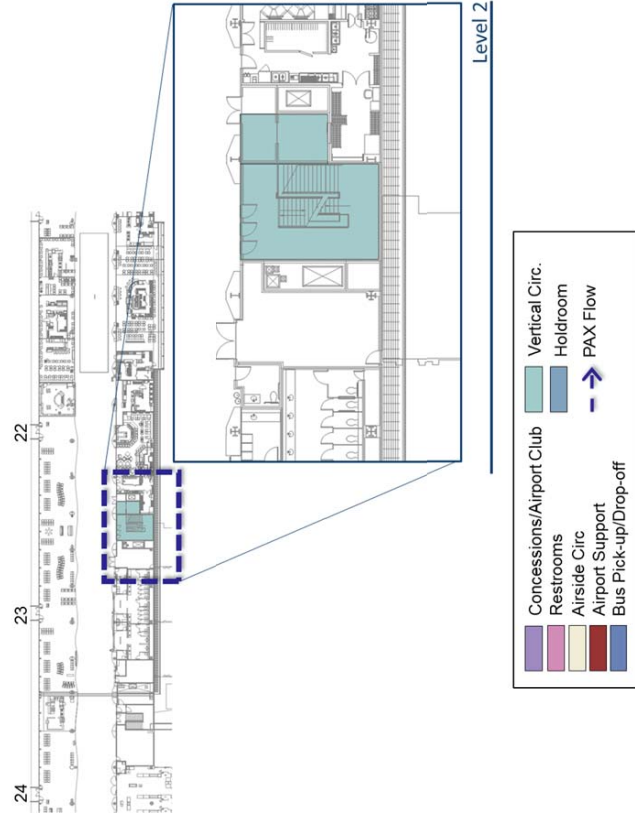 24
23
22
Level 2
Concessions/Airport Club
Restrooms
Airside Circ
Airport Support
Bus Pick-up/Drop-off
Vertical Circ.
Holdroom
PAX Flow